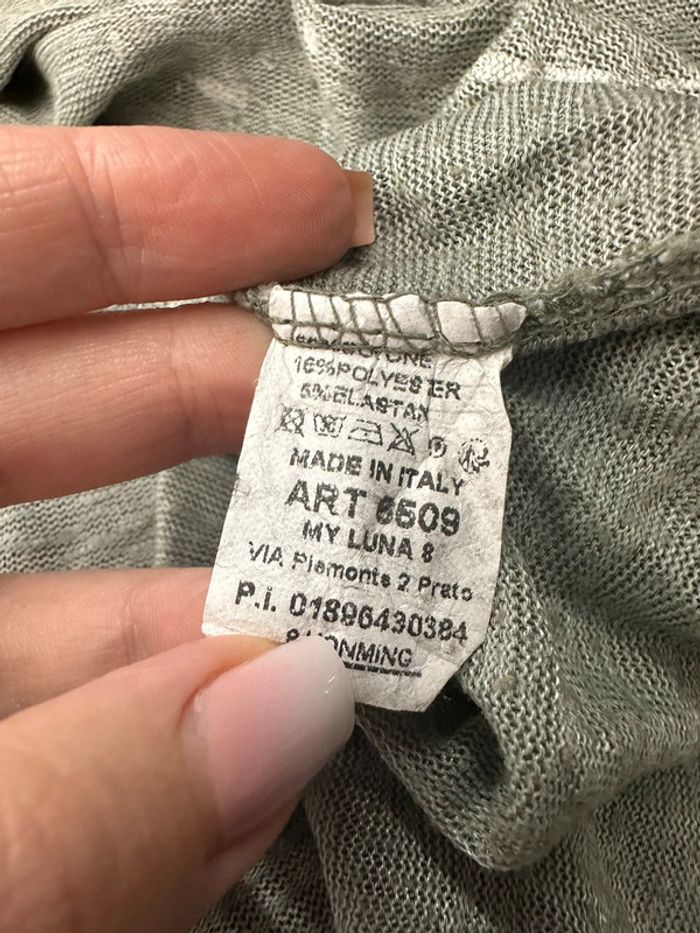 16%POLYESTER
5%ELASTAN
MADE IN ITALY
ART 6509
MY LUNA 8
VIA Piemonte 2 Prato
P.I. 01896430384